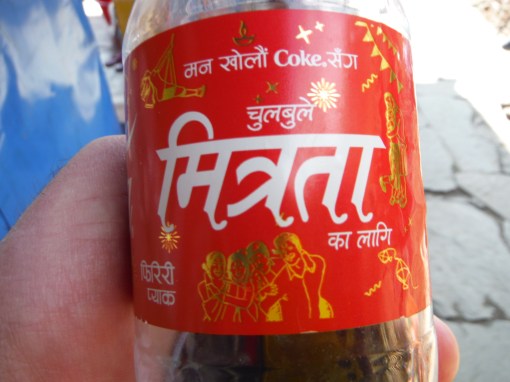 मन खोलौं Coke सँग
चुलबुले
मित्रता
का लागि
फिरिरी
प्याक